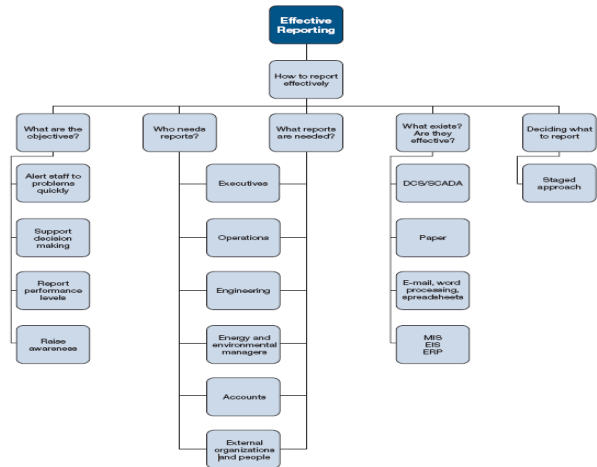 Effective
Reporting
How to report
effectively
What are the
objectives?
Who needs
reports?
What reports
are needed?
What exists?
Are they
effective?
Deciding what
to report
Alert staff to
problems
quickly
Executives
DCS/SCADA
Staged
approach
Support
decision
making
Operations
Paper
Report
performance
levels
Engineering
E-mail, word
processing,
spreadsheets
Raise
awareness
Energy and
environmental
managers
MIS
EIS
ERP
Accounts
External
organizations
and people